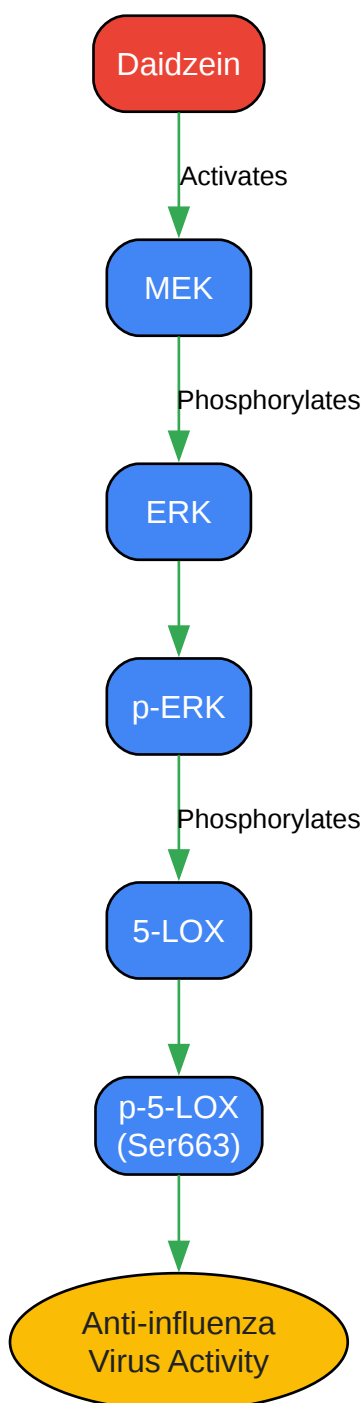 Daidzein
Activates
MEK
Phosphorylates
ERK
p-ERK
Phosphorylates
5-LOX
p-5-LOX
(Ser663)
Anti-influenza
Virus Activity